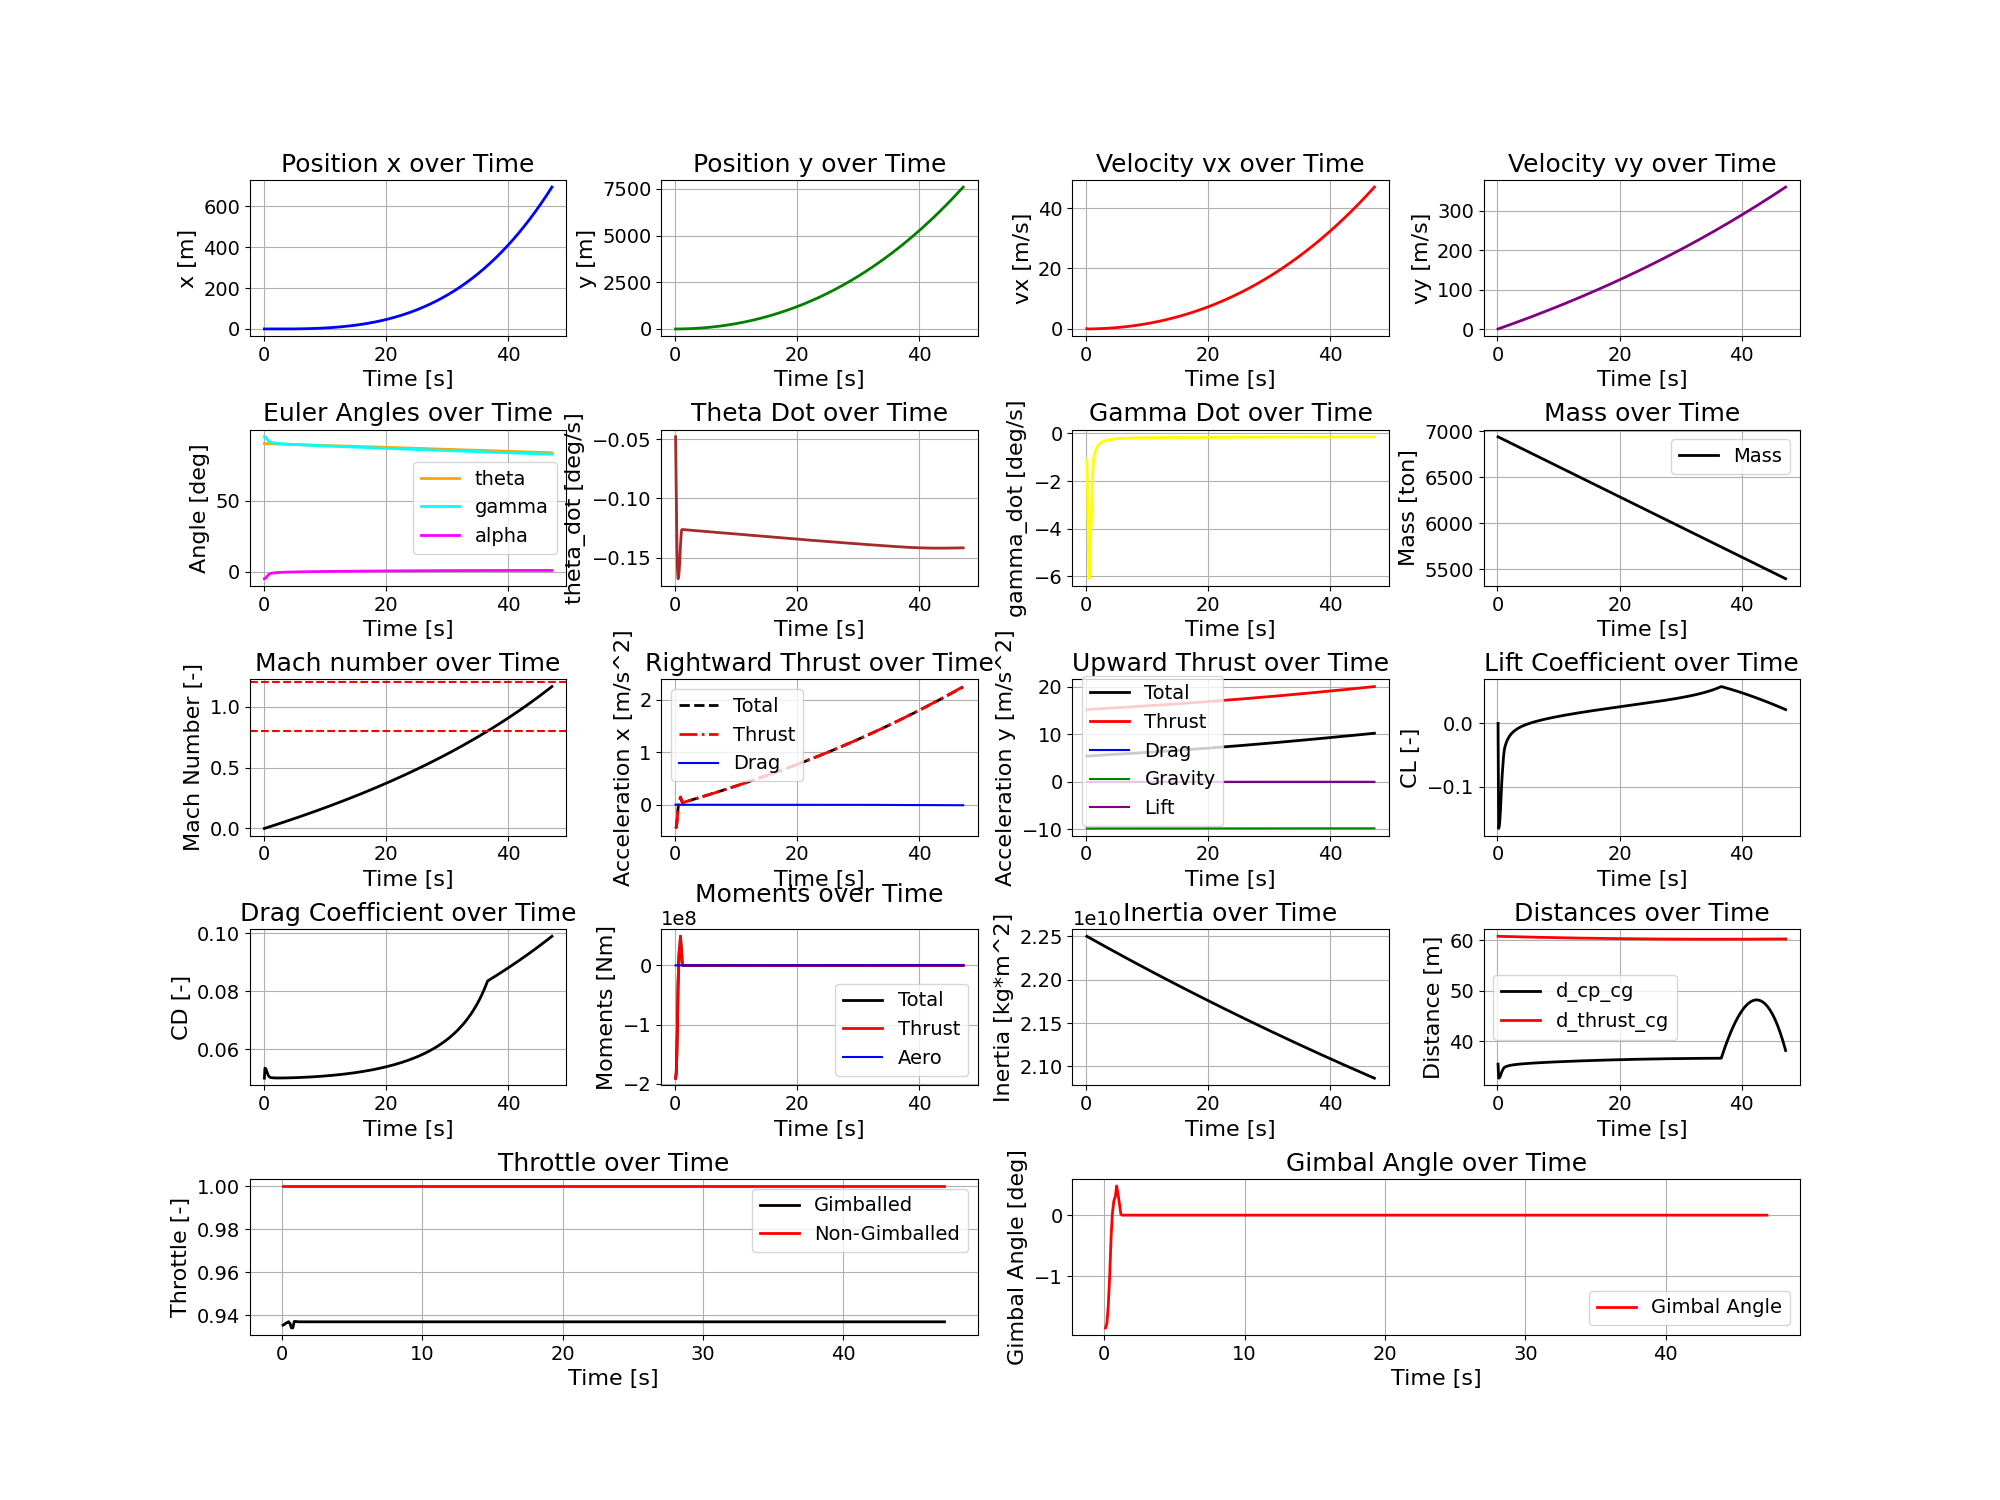 Position x over Time
x [m]
600
400
200
0
0 20 40
Time [s]
Position y over Time
y [m]
7500
5000
2500
0
0 20 40
Time [s]
Velocity vx over Time
vx [m/s]
40
20
0
0 20 40
Time [s]
Velocity vy over Time
vy [m/s]
300
200
100
0
0 20 40
Time [s]
Euler Angles over Time
Angle [deg]
50
0
theta
gamma
alpha
0 20 40
Time [s]
Theta Dot over Time
theta_dot [deg/s]
−0.05
−0.10
−0.15
0 20 40
Time [s]
Gamma Dot over Time
gamma_dot [deg/s]
0
−2
−4
−6
0 20 40
Time [s]
Mass over Time
Mass [ton]
7000
6500
6000
5500
Mass
0 20 40
Time [s]
Mach number over Time
Mach Number [-]
1.0
0.5
0.0
0 20 40
Time [s]
Rightward Thrust over Time
Acceleration x [m/s^2]
2
1
0
Total
Thrust
Drag
0 20 40
Time [s]
Upward Thrust over Time
Acceleration y [m/s^2]
20
10
0
−10
Total
Thrust
Drag
Gravity
Lift
0 20 40
Time [s]
Lift Coefficient over Time
CL [-]
0.0
−0.1
0 20 40
Time [s]
Drag Coefficient over Time
CD [-]
0.10
0.08
0.06
0 20 40
Time [s]
Moments over Time
1e8
Moments [Nm]
0
−1
−2
Total
Thrust
Aero
0 20 40
Time [s]
Inertia over Time
1e10
Inertia [kg*m^2]
2.25
2.20
2.15
2.10
0 20 40
Time [s]
Distances over Time
Distance [m]
60
50
40
d_cp_cg
d_thrust_cg
0 20 40
Time [s]
Throttle over Time
Throttle [-]
1.00
0.98
0.96
0.94
Gimballed
Non-Gimballed
0 10 20 30 40
Time [s]
Gimbal Angle over Time
Gimbal Angle [deg]
0
−1
Gimbal Angle
0 10 20 30 40
Time [s]